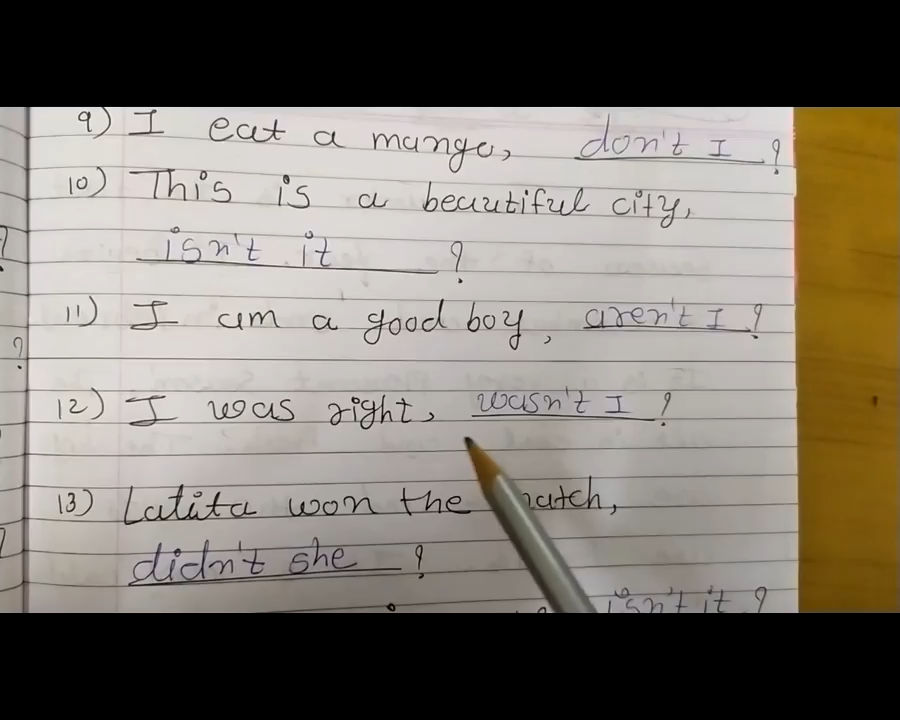 9) I eat a mango, don't I ?
10) This is a beautiful city,
isn't it ?
11) I am a good boy, aren't I ?
12) I was right, wasn't I ?
13) Latita won the match,
didn't she ?
isn't it ?